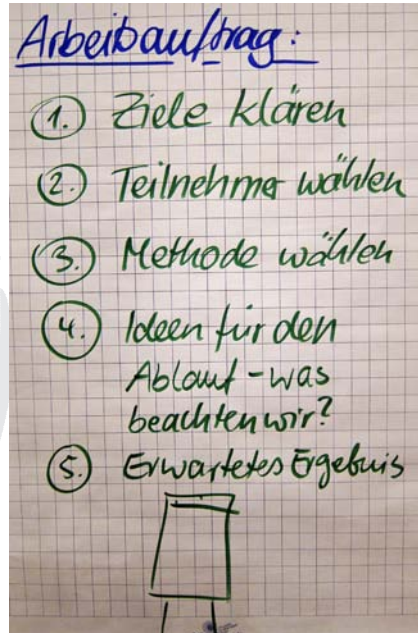 Arbeitsauftrag:
1. Ziele klären
2. Teilnehmer wählen
3. Methode wählen
4. Ideen für den
Ablauf - was
beachten wir?
5. Erwartetes Ergebnis